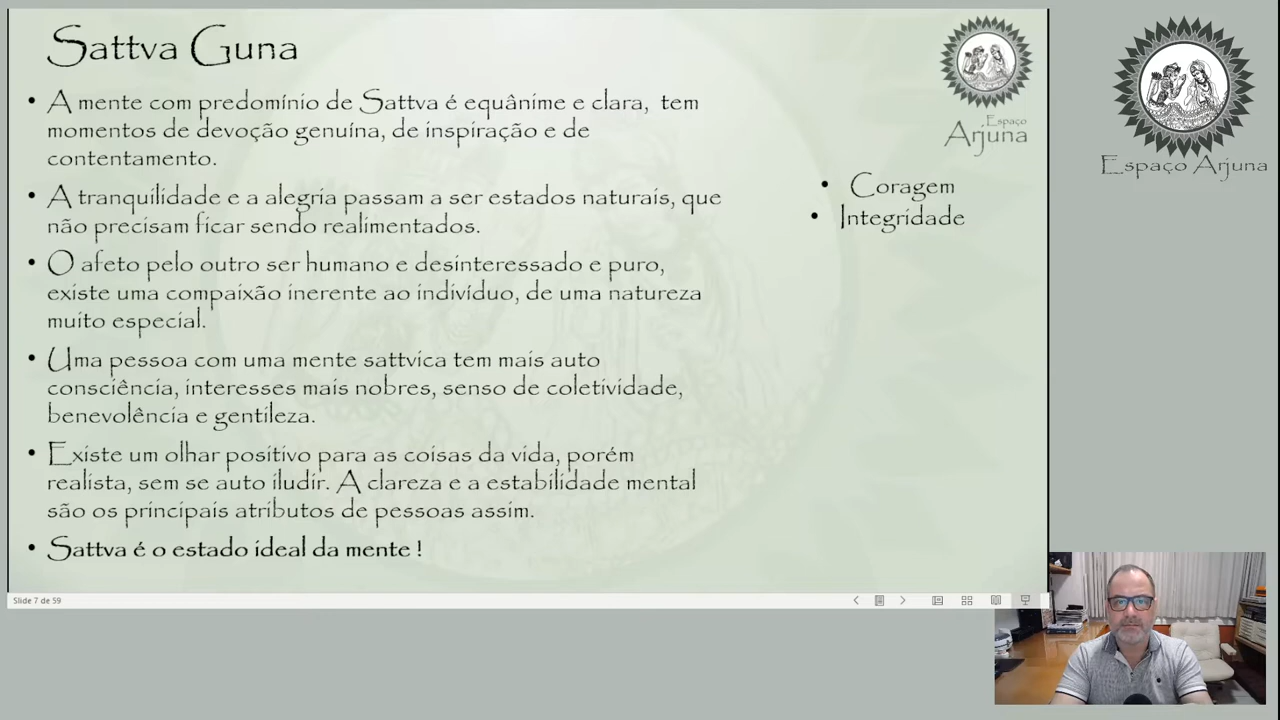 Sattva Guna
• A mente com predomínio de Sattva é equânime e clara, tem
momentos de devoção genuína, de inspiração e de
contentamento.
• A tranquilidade e a alegria passam a ser estados naturais, que
não precisam ficar sendo realimentados.
• O afeto pelo outro ser humano e desinteressado e puro,
existe uma compaixão inerente ao indivíduo, de uma natureza
muito especial.
• Uma pessoa com uma mente sattvica tem mais auto
consciência, interesses mais nobres, senso de coletividade,
benevolência e gentileza.
• Existe um olhar positivo para as coisas da vida, porém
realista, sem se auto iludir. A clareza e a estabilidade mental
são os principais atributos de pessoas assim.
• Sattva é o estado ideal da mente !
Espaço
Arjuna
• Coragem
• Integridade
Espaço Arjuna
Slide 7 de 59